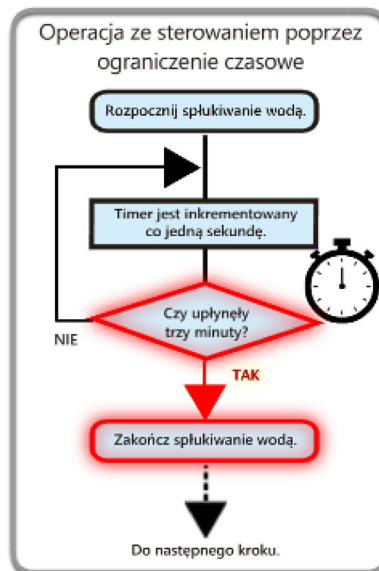 Operacja ze sterowaniem poprzez
ograniczenie czasowe
Rozpocznij spłukiwanie wodą.
Timer jest inkrementowany
co jedną sekundę.
Czy upłynęły
trzy minuty?
NIE
TAK
Zakończ spłukiwanie wodą.
Do następnego kroku.